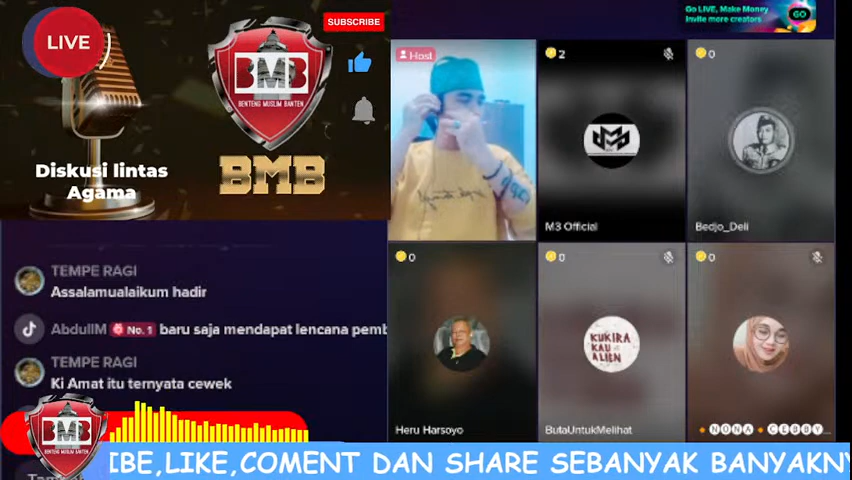 LIVE
SUBSCRIBE
BMB
BENTENG MUSLIM BANTEN
BMB
Diskusi lintas
Agama
Go LIVE, Make Money
Invite more creators
GO
Host
2
M3 Official
0
Bedjo_Deli
0
Heru Harsoyo
0
KUKIRA
KAU
ALIEN
ButaUntukMelihat
0
NONA CEBBY...
TEMPE RAGI
Assalamualaikum hadir
AbdullM No. 1 baru saja mendapat lencana pemb
TEMPE RAGI
Ki Amat itu ternyata cewek
BMB
IBE,LIKE,COMENT DAN SHARE SEBANYAK BANYAKNY